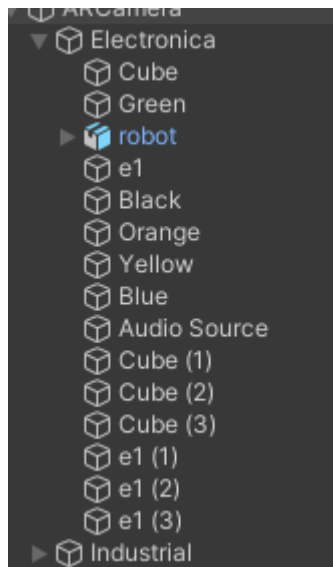 ARCamera
Electronica
Cube
Green
robot
e1
Black
Orange
Yellow
Blue
Audio Source
Cube (1)
Cube (2)
Cube (3)
e1 (1)
e1 (2)
e1 (3)
Industrial